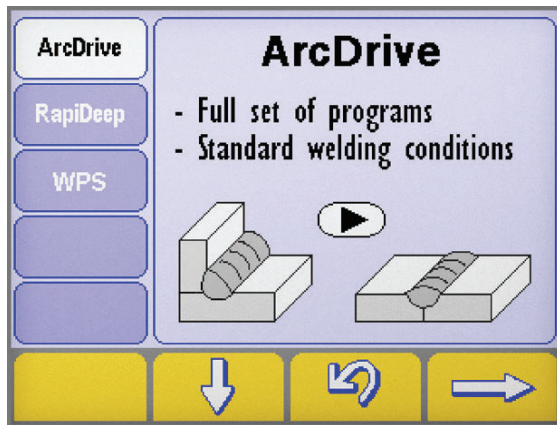 ArcDrive
RapiDeep
WPS
ArcDrive
- Full set of programs
- Standard welding conditions